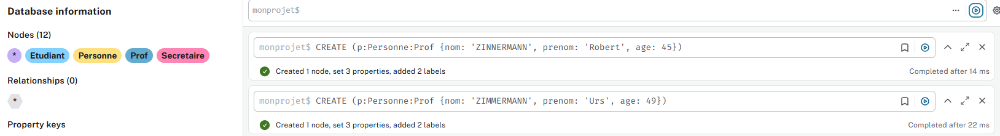 Database information
Nodes (12)
* Etudiant Personne Prof Secretaire
Relationships (0)
*
Property keys
monprojet$
monprojet$ CREATE (p:Personne:Prof {nom: 'ZINNERMANN', prenom: 'Robert', age: 45})
Created 1 node, set 3 properties, added 2 labels
Completed after 14 ms
monprojet$ CREATE (p:Personne:Prof {nom: 'ZIMMERMANN', prenom: 'Urs', age: 49})
Created 1 node, set 3 properties, added 2 labels
Completed after 22 ms